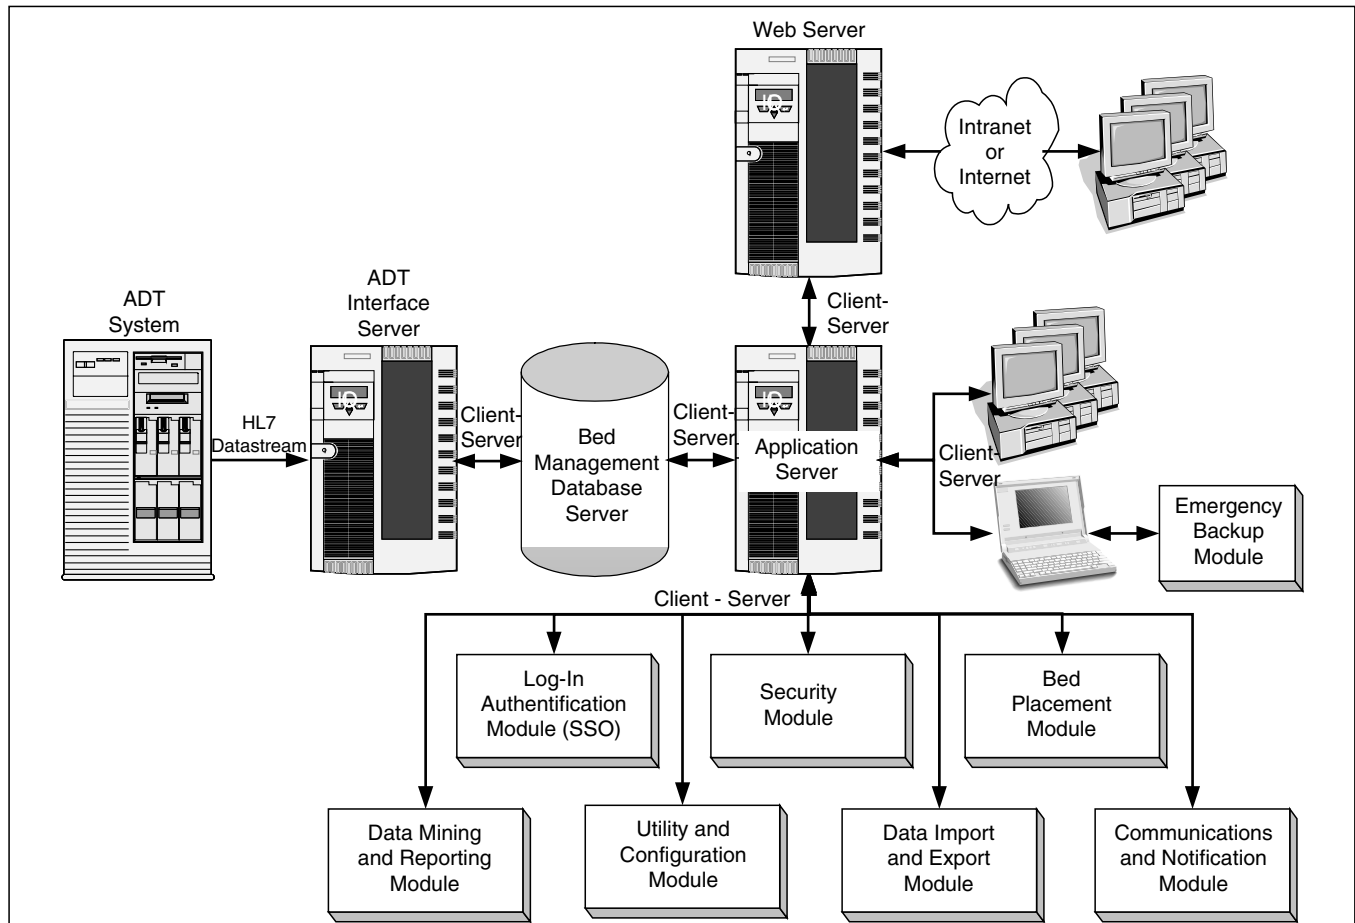 Web Server
Intranet
or
Internet
ADT
System
ADT
Interface
Server
Client-
Server
HL7
Datastream
Client-
Server
Bed
Management
Database
Server
Client-
Server
Application
Server
Client-
Server
Emergency
Backup
Module
Client - Server
Log-In
Authentification
Module (SSO)
Security
Module
Bed
Placement
Module
Data Mining
and Reporting
Module
Utility and
Configuration
Module
Data Import
and Export
Module
Communications
and Notification
Module